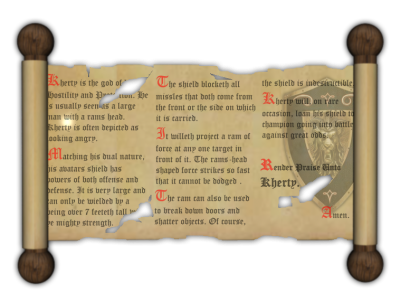 Kherty is the god of
Hostility and Protection. He
is usually seen as a large
man with a rams head.
Kherty is often depicted as
looking angry.
Matching his dual nature,
his avatars shield has
powers of both offense and
defense. It is very large and
can only be wielded by a
being over 7 feeteth tall
mighty strength.
The shield blocketh all
missles that doth come from
the front or the side on which
it is carried.
It willeth project a ram of
force at any one target in
front of it. The rams-head
shaped force strikes so fast
that it cannot be dodged .
The ram can also be used
to break down doors and
shatter objects. Of course,
the shield is indestructible.
Kherty will on rare
occasion, loan his shield to
champion going into battle
against great odds.
Render Praise Unto
Kherty.
Amen.